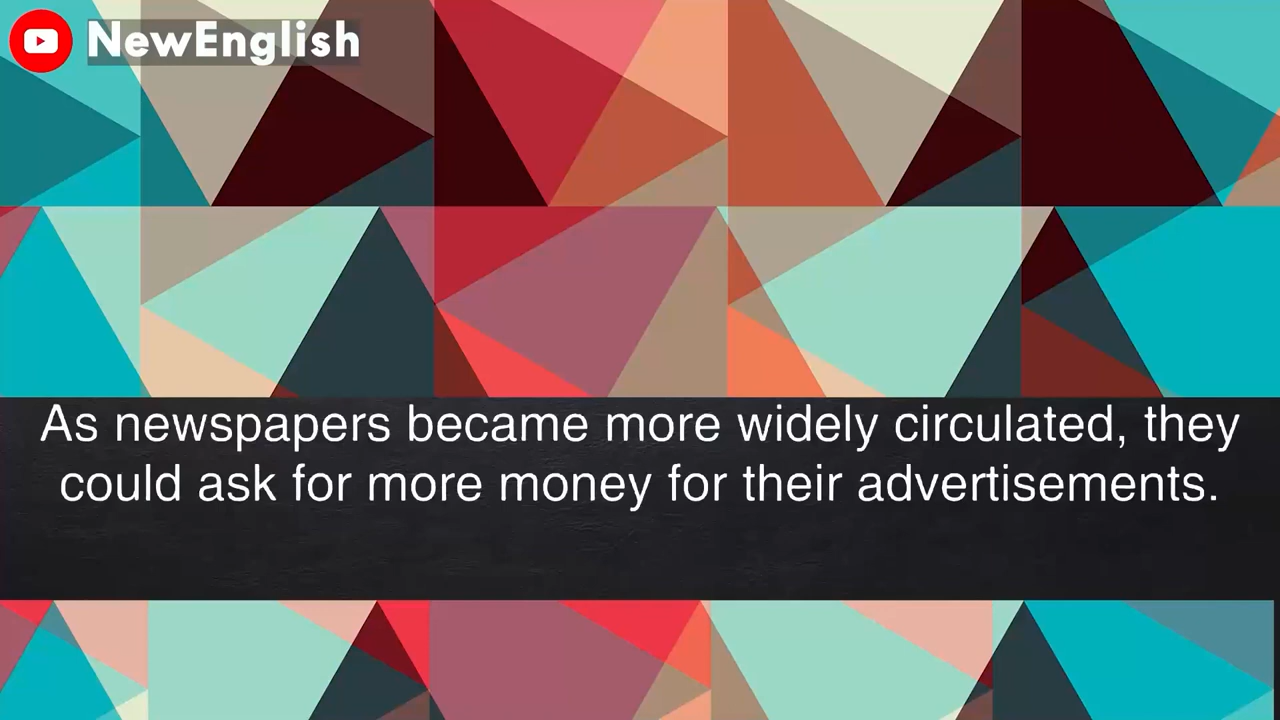 NewEnglish
As newspapers became more widely circulated, they
could ask for more money for their advertisements.